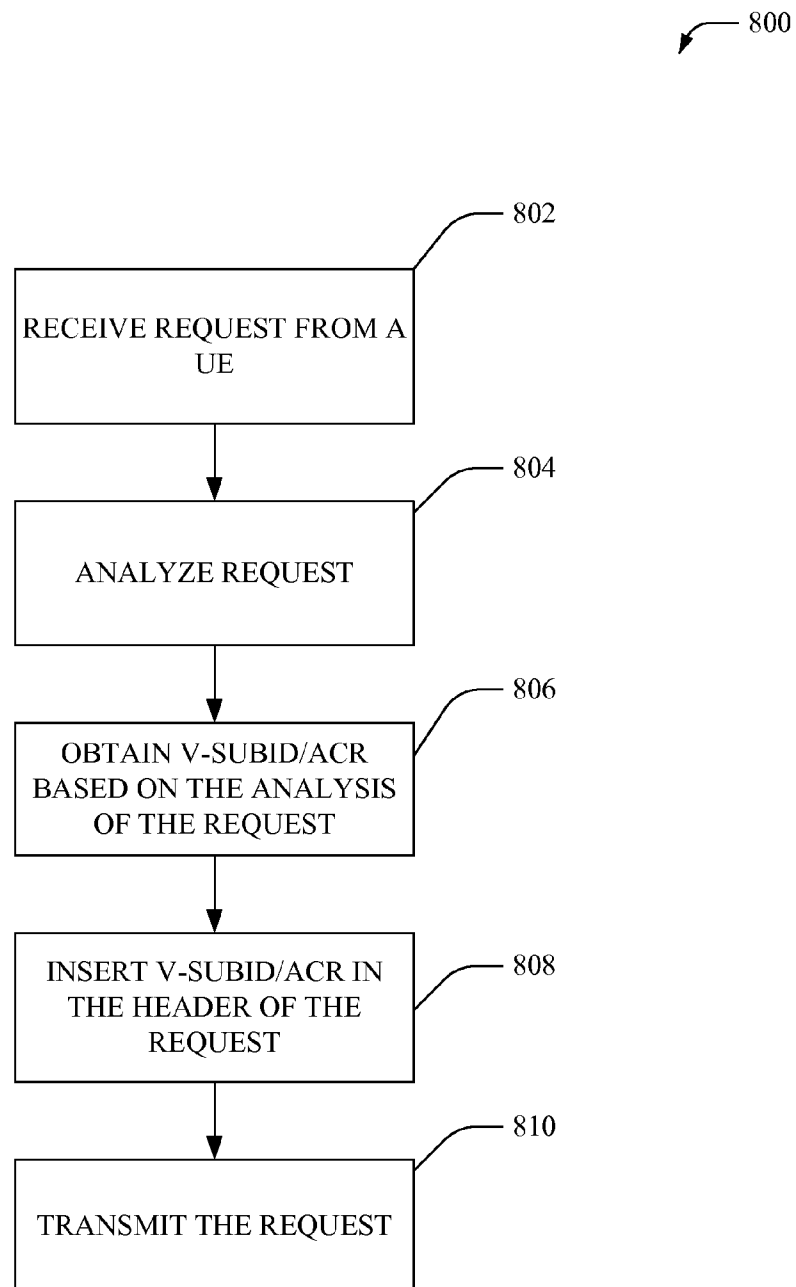 800
802
RECEIVE REQUEST FROM A
UE
804
ANALYZE REQUEST
806
OBTAIN V-SUBID/ACR
BASED ON THE ANALYSIS
OF THE REQUEST
808
INSERT V-SUBID/ACR IN
THE HEADER OF THE
REQUEST
810
TRANSMIT THE REQUEST